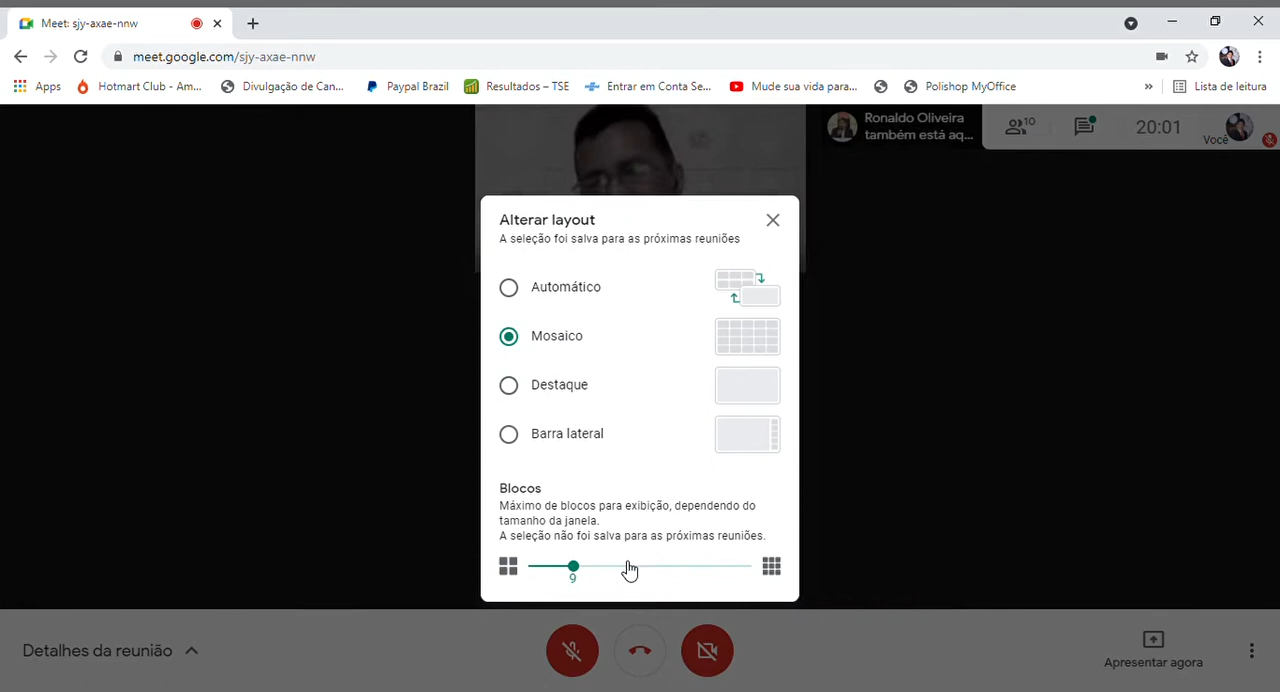 Meet: sjy-axae-nnw
meet.google.com/sjy-axae-nnw
Apps Hotmart Club - Am... Divulgação de Can... Paypal Brazil Resultados – TSE Entrar em Conta Se... Mude sua vida para... Polishop MyOffice » Lista de leitura
Ronaldo Oliveira
também está aq...
10
20:01
Você
Alterar layout
A seleção foi salva para as próximas reuniões
Automático
Mosaico
Destaque
Barra lateral
Blocos
Máximo de blocos para exibição, dependendo do
tamanho da janela.
A seleção não foi salva para as próximas reuniões.
9
Detalhes da reunião
Apresentar agora